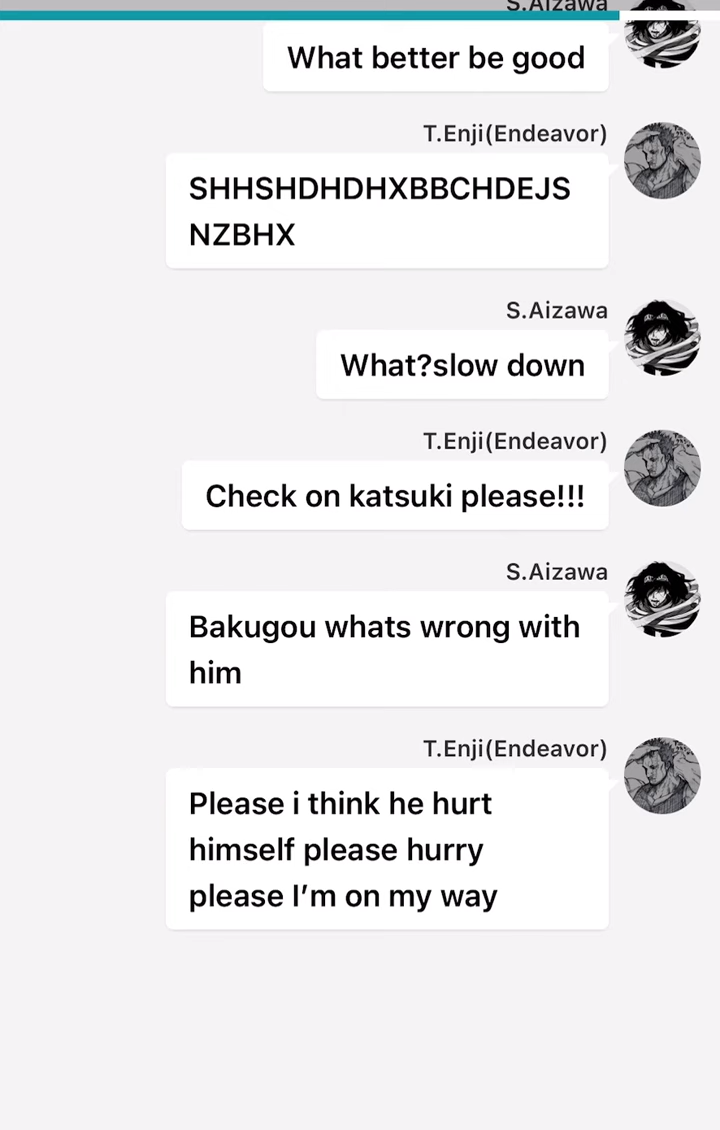 S.Aizawa
What better be good
T.Enji(Endeavor)
SHHSHDHDHXBBCHDEJS
NZBHX
S.Aizawa
What?slow down
T.Enji(Endeavor)
Check on katsuki please!!!
S.Aizawa
Bakugou whats wrong with
him
T.Enji(Endeavor)
Please i think he hurt
himself please hurry
please I’m on my way